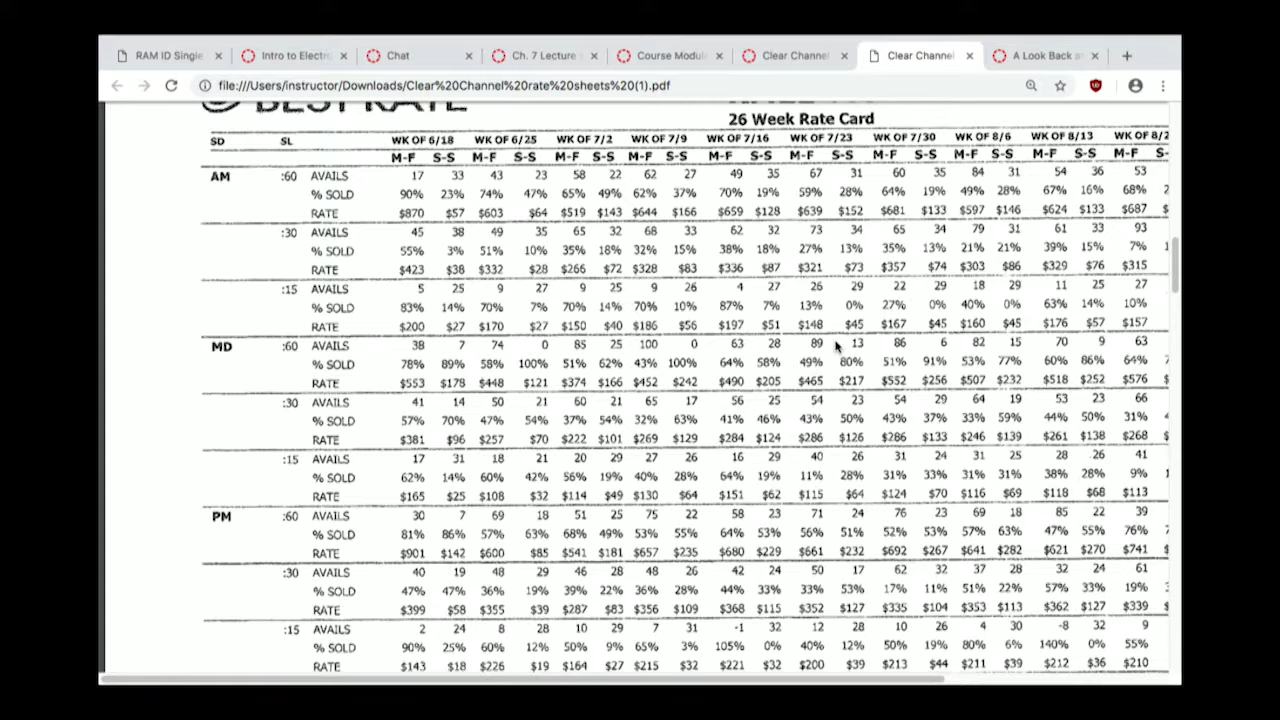 RAM ID Single
Intro to Electr
Chat
Ch. 7 Lecture
Course Modul
Clear Channel
Clear Channel
A Look Back a
file:///Users/instructor/Downloads/Clear%20Channel%20rate%20sheets%20(1).pdf
BEST RATE
26 Week Rate Card
SD SL WK OF 6/18 WK OF 6/25 WK OF 7/2 WK OF 7/9 WK OF 7/16 WK OF 7/23 WK OF 7/30 WK OF 8/6 WK OF 8/13 WK OF 8/2
M-F S-S M-F S-S M-F S-S M-F S-S M-F S-S M-F S-S M-F S-S M-F S-S M-F S-S M-F S-
AM :60 AVAILS 17 33 43 23 58 22 62 27 49 35 67 31 60 35 84 31 54 36 53
% SOLD 90% 23% 74% 47% 65% 49% 62% 37% 70% 19% 59% 28% 64% 19% 49% 28% 67% 16% 68% 2
RATE $870 $57 $603 $64 $519 $143 $644 $166 $659 $128 $639 $152 $681 $133 $597 $146 $624 $133 $687 $
:30 AVAILS 45 38 49 35 65 32 68 33 62 32 73 34 65 34 79 31 61 33 93
% SOLD 55% 3% 51% 10% 35% 18% 32% 15% 38% 18% 27% 13% 35% 13% 21% 21% 39% 15% 7% 1
RATE $423 $38 $332 $28 $266 $72 $328 $83 $336 $87 $321 $73 $357 $74 $303 $86 $329 $76 $315
:15 AVAILS 5 25 9 27 9 25 9 26 4 27 26 29 22 29 18 29 11 25 27
% SOLD 83% 14% 70% 7% 70% 14% 70% 10% 87% 7% 13% 0% 27% 0% 40% 0% 63% 14% 10%
RATE $200 $27 $170 $27 $150 $40 $186 $56 $197 $51 $148 $45 $167 $45 $160 $45 $176 $57 $157
MD :60 AVAILS 38 7 74 0 85 25 100 0 63 28 89 13 86 6 82 15 70 9 63
% SOLD 78% 89% 58% 100% 51% 62% 43% 100% 64% 58% 49% 80% 51% 91% 53% 77% 60% 86% 64% 7
RATE $553 $178 $448 $121 $374 $166 $452 $242 $490 $205 $465 $217 $552 $256 $507 $232 $518 $252 $576 $
:30 AVAILS 41 14 50 21 60 21 65 17 56 25 54 23 54 29 64 19 53 23 66
% SOLD 57% 70% 47% 54% 37% 54% 32% 63% 41% 46% 43% 50% 43% 37% 33% 59% 44% 50% 31% 4
RATE $381 $96 $257 $70 $222 $101 $269 $129 $284 $124 $286 $126 $286 $133 $246 $139 $261 $138 $268 $
:15 AVAILS 17 31 18 21 20 29 27 26 16 29 40 26 31 24 31 25 28 26 41
% SOLD 62% 14% 60% 42% 56% 19% 40% 28% 64% 19% 11% 28% 31% 33% 31% 31% 38% 28% 9%
RATE $165 $25 $108 $32 $114 $49 $130 $64 $151 $62 $115 $64 $124 $70 $116 $69 $118 $68 $113
PM :60 AVAILS 30 7 69 18 51 25 75 22 58 23 71 24 76 23 69 18 85 22 39
% SOLD 81% 86% 57% 63% 68% 49% 53% 55% 64% 53% 56% 51% 52% 53% 57% 63% 47% 55% 76% 7
RATE $901 $142 $600 $85 $541 $181 $657 $235 $680 $229 $661 $232 $692 $267 $641 $282 $621 $270 $741 $
:30 AVAILS 40 19 48 29 46 28 48 26 42 24 50 17 62 32 37 28 32 24 61
% SOLD 47% 47% 36% 19% 39% 22% 36% 28% 44% 33% 33% 53% 17% 11% 51% 22% 57% 33% 19% 3
RATE $399 $58 $355 $39 $287 $83 $356 $109 $368 $115 $352 $127 $335 $104 $353 $113 $362 $127 $339 $
:15 AVAILS 2 24 8 28 10 29 7 31 -1 32 12 28 10 26 4 30 -8 32 9
% SOLD 90% 25% 60% 12% 50% 9% 65% 3% 105% 0% 40% 12% 50% 19% 80% 6% 140% 0% 55%
RATE $143 $18 $226 $19 $164 $27 $215 $32 $221 $32 $200 $39 $213 $44 $211 $39 $212 $36 $210